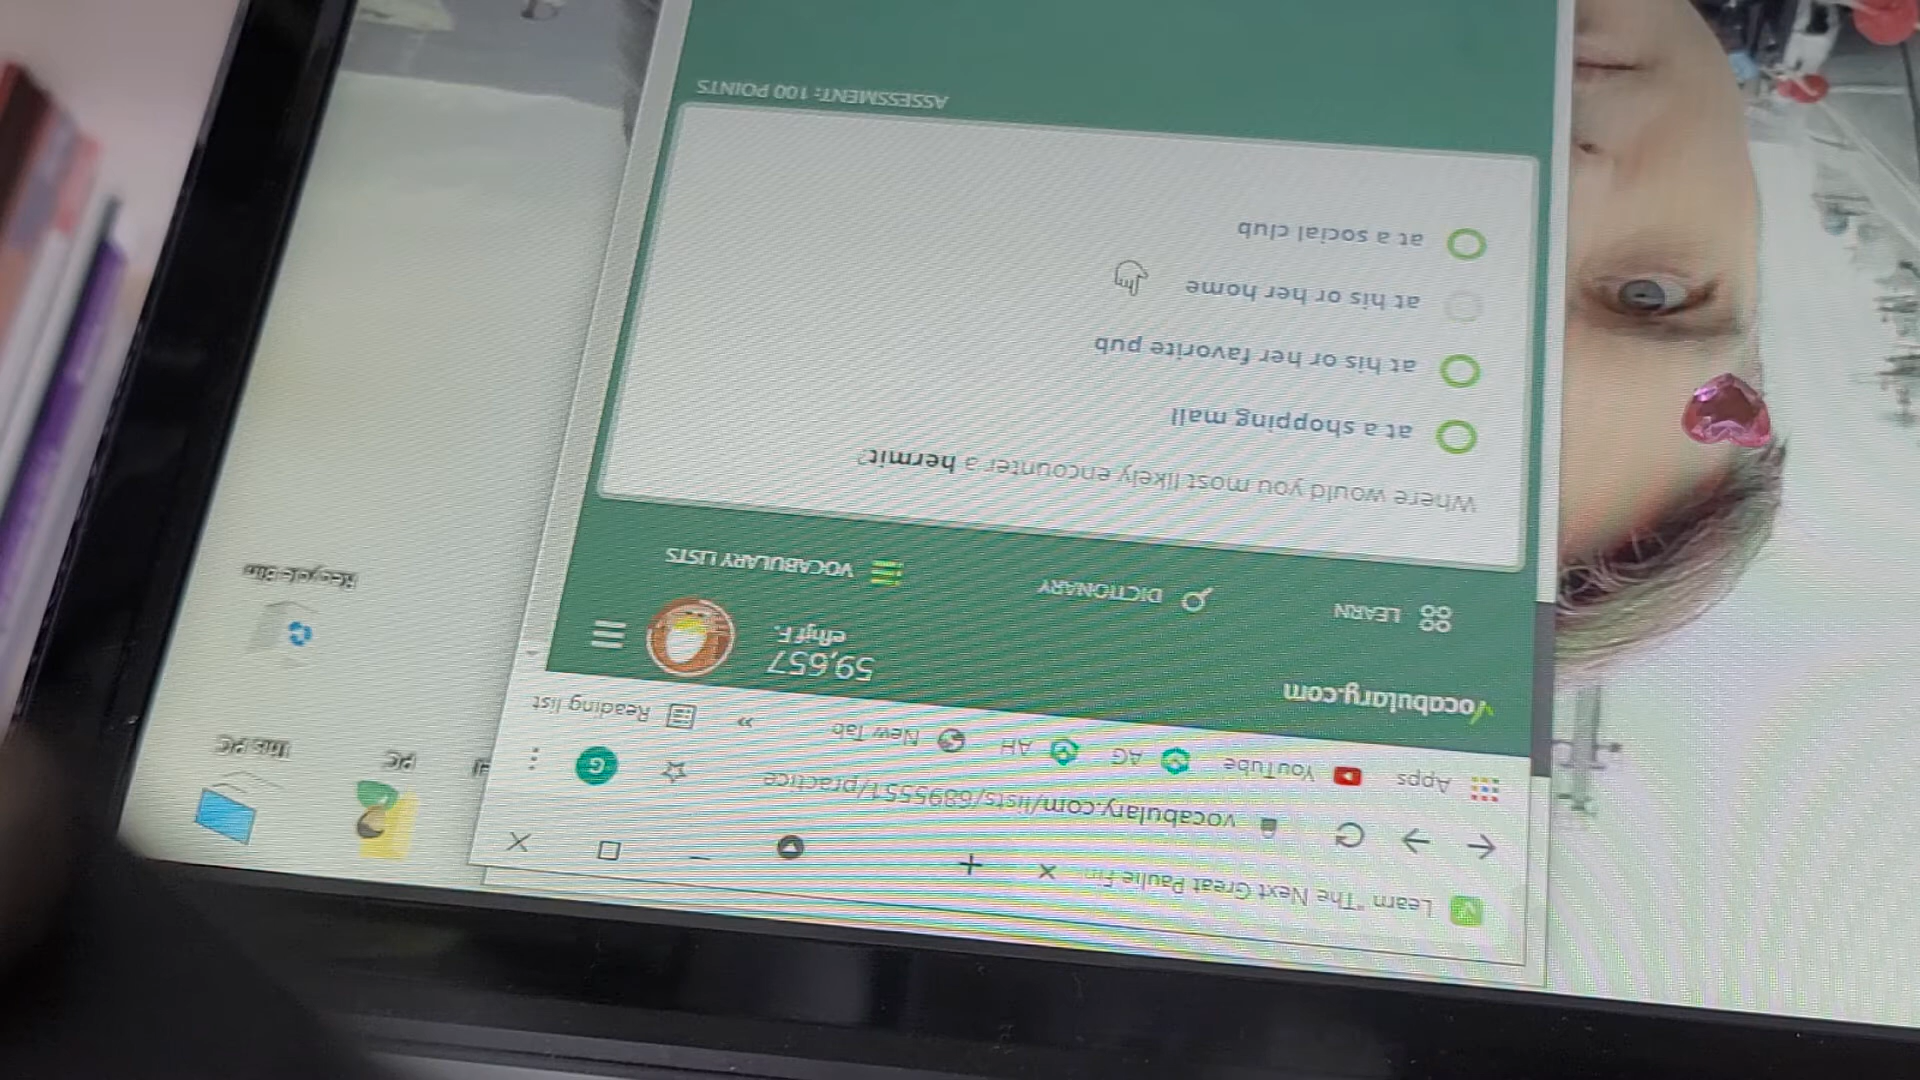 Learn "The Next Great Paulie Fin
vocabulary.com/lists/6895551/practice
G
Apps YouTube AG AH New Tab » Reading list
Vocabulary.com
59,657
efhjf F.
LEARN DICTIONARY VOCABULARY LISTS
Where would you most likely encounter a hermit?
at a shopping mall
at his or her favorite pub
at his or her home
at a social club
ASSESSMENT: 100 POINTS
PC
This PC
Recycle Bin